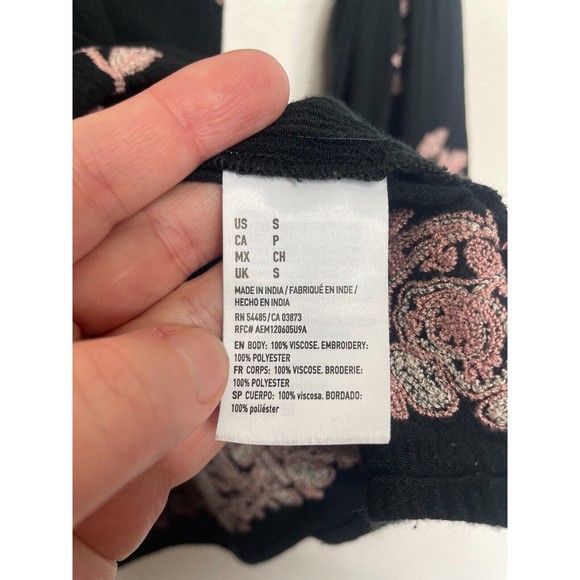 US S
CA P
MX CH
UK S
MADE IN INDIA / FABRIQUÉ EN INDE /
HECHO EN INDIA
RN 54485/CA 03873
RFC# AEM120605U9A
EN BODY: 100% VISCOSE. EMBROIDERY:
100% POLYESTER
FR CORPS: 100% VISCOSE. BRODERIE:
100% POLYESTER
SP CUERPO: 100% viscosa. BORDADO:
100% poliéster